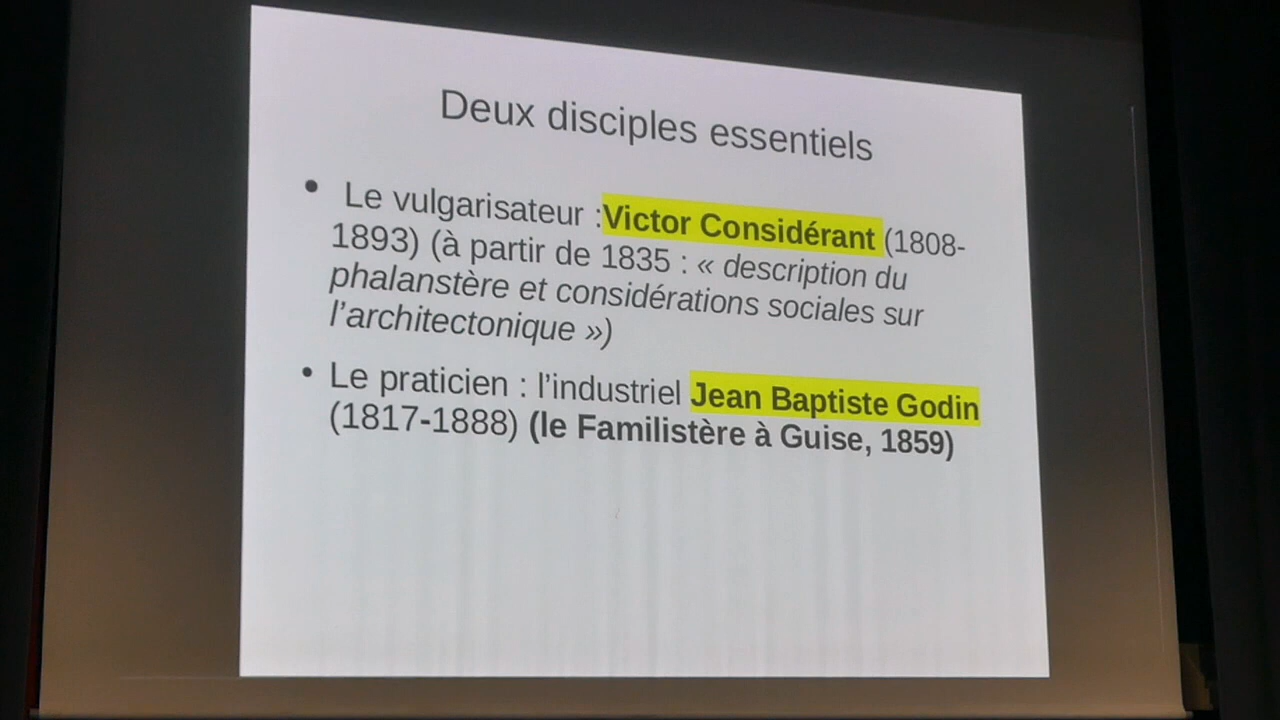 Deux disciples essentiels
• Le vulgarisateur :Victor Considérant (1808-
1893) (à partir de 1835 : « description du
phalanstère et considérations sociales sur
l’architectonique »)
• Le praticien : l’industriel Jean Baptiste Godin
(1817-1888) (le Familistère à Guise, 1859)